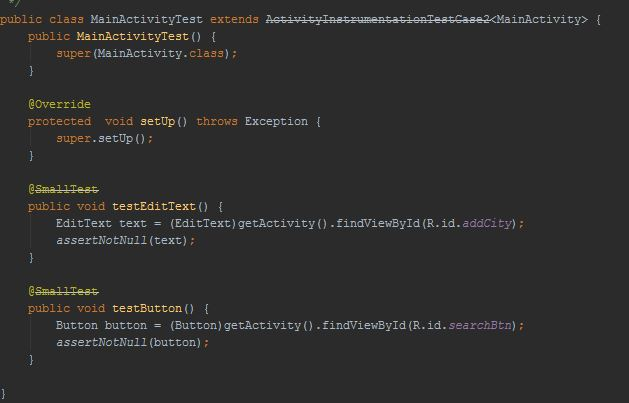 */
public class MainActivityTest extends ActivityInstrumentationTestCase2<MainActivity> {
    public MainActivityTest() {
        super(MainActivity.class);
    }

    @Override
    protected  void setUp() throws Exception {
        super.setUp();
    }

    @SmallTest
    public void testEditText() {
        EditText text = (EditText)getActivity().findViewById(R.id.addCity);
        assertNotNull(text);
    }

    @SmallTest
    public void testButton() {
        Button button = (Button)getActivity().findViewById(R.id.searchBtn);
        assertNotNull(button);
    }

}